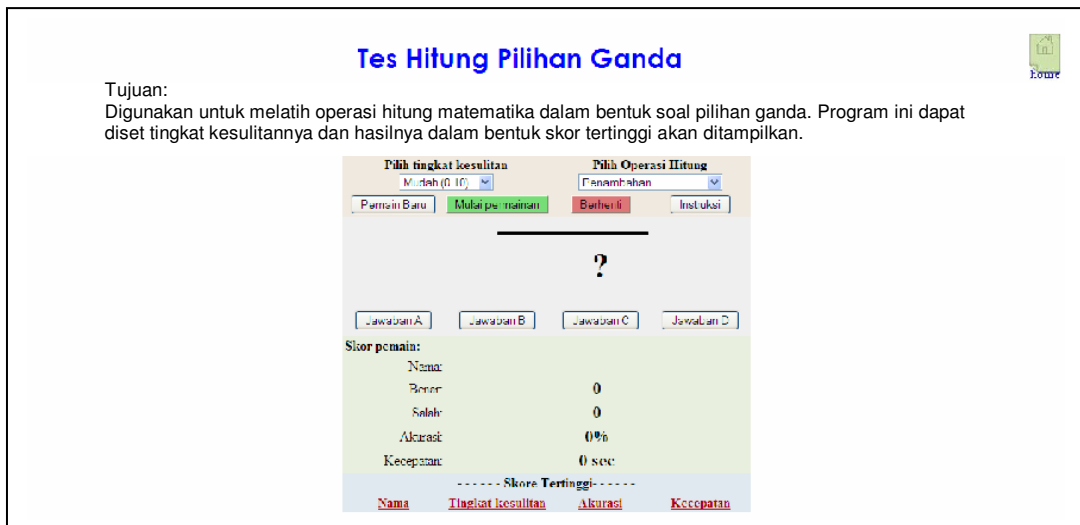 Tes Hitung Pilihan Ganda
home
Tujuan:
Digunakan untuk melatih operasi hitung matematika dalam bentuk soal pilihan ganda. Program ini dapat
diset tingkat kesulitannya dan hasilnya dalam bentuk skor tertinggi akan ditampilkan.
Pilih tingkat kesulitan Pilih Operasi Hitung
Mudah (0-10) Penambahan
Pemain Baru Mulai permainan Berhenti Instruksi
?
Jawaban A Jawaban B Jawaban C Jawaban D
Skor pemain:
Nama:
Benar: 0
Salah: 0
Akurasi: 0%
Kecepatan: 0 sec
- - - - - - Skore Tertinggi- - - - - -
Nama Tingkat kesulitan Akurasi Kecepatan